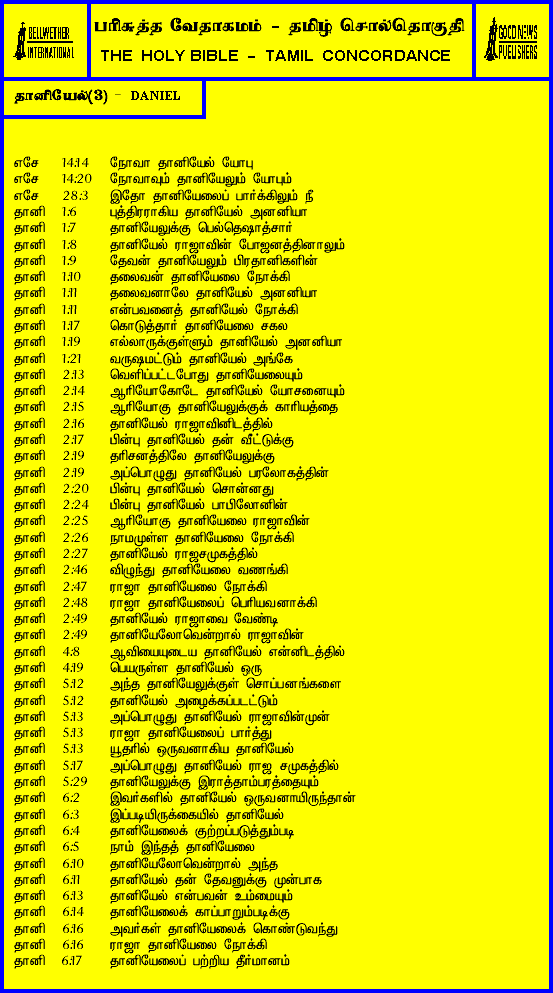 BELLWETHER
INTERNATIONAL
பரிசுத்த வேதாகமம் - தமிழ் சொல்தொகுதி
THE HOLY BIBLE - TAMIL CONCORDANCE
GOOD NEWS
PUBLISHERS
தானியேல்(3) - DANIEL
எசே 14:14 நோவா தானியேல் யோபு
எசே 14:20 நோவாவும் தானியேலும் யோபும்
எசே 28:3 இதோ தானியேலைப் பார்க்கிலும் நீ
தானி 1:6 புத்திரராகிய தானியேல் அனனியா
தானி 1:7 தானியேலுக்கு பெல்தெஷாத்சார்
தானி 1:8 தானியேல் ராஜாவின் போஜனத்தினாலும்
தானி 1:9 தேவன் தானியேலும் பிரதானிகளின்
தானி 1:10 தலைவன் தானியேலை நோக்கி
தானி 1:11 தலைவனாலே தானியேல் அனனியா
தானி 1:11 என்பவனைத் தானியேல் நோக்கி
தானி 1:17 கொடுத்தார் தானியேலை சகல
தானி 1:19 எல்லாருக்குள்ளும் தானியேல் அனனியா
தானி 1:21 வருஷமட்டும் தானியேல் அங்கே
தானி 2:13 வெளிப்பட்டபோது தானியேலையும்
தானி 2:14 ஆரியோகோடே தானியேல் யோசனையும்
தானி 2:15 ஆரியோகு தானியேலுக்குக் காரியத்தை
தானி 2:16 தானியேல் ராஜாவினிடத்தில்
தானி 2:17 பின்பு தானியேல் தன் வீட்டுக்கு
தானி 2:19 தரிசனத்திலே தானியேலுக்கு
தானி 2:19 அப்பொழுது தானியேல் பரலோகத்தின்
தானி 2:20 பின்பு தானியேல் சொன்னது
தானி 2:24 பின்பு தானியேல் பாபிலோனின்
தானி 2:25 ஆரியோகு தானியேலை ராஜாவின்
தானி 2:26 நாமமுள்ள தானியேலை நோக்கி
தானி 2:27 தானியேல் ராஜசமுகத்தில்
தானி 2:46 விழுந்து தானியேலை வணங்கி
தானி 2:47 ராஜா தானியேலை நோக்கி
தானி 2:48 ராஜா தானியேலைப் பெரியவனாக்கி
தானி 2:49 தானியேல் ராஜாவை வேண்டி
தானி 2:49 தானியேலோவென்றால் ராஜாவின்
தானி 4:8 ஆவியையுடைய தானியேல் என்னிடத்தில்
தானி 4:19 பெயருள்ள தானியேல் ஒரு
தானி 5:12 அந்த தானியேலுக்குள் சொப்பனங்களை
தானி 5:12 தானியேல் அழைக்கப்படட்டும்
தானி 5:13 அப்பொழுது தானியேல் ராஜாவின்முன்
தானி 5:13 ராஜா தானியேலைப் பார்த்து
தானி 5:13 யூதரில் ஒருவனாகிய தானியேல்
தானி 5:17 அப்பொழுது தானியேல் ராஜ சமுகத்தில்
தானி 5:29 தானியேலுக்கு இராத்தாம்பரத்தையும்
தானி 6:2 இவர்களில் தானியேல் ஒருவனாயிருந்தான்
தானி 6:3 இப்படியிருக்கையில் தானியேல்
தானி 6:4 தானியேலைக் குற்றப்படுத்தும்படி
தானி 6:5 நாம் இந்தத் தானியேலை
தானி 6:10 தானியேலோவென்றால் அந்த
தானி 6:11 தானியேல் தன் தேவனுக்கு முன்பாக
தானி 6:13 தானியேல் என்பவன் உம்மையும்
தானி 6:14 தானியேலைக் காப்பாறும்படிக்கு
தானி 6:16 அவர்கள் தானியேலைக் கொண்டுவந்து
தானி 6:16 ராஜா தானியேலை நோக்கி
தானி 6:17 தானியேலைப் பற்றிய தீர்மானம்